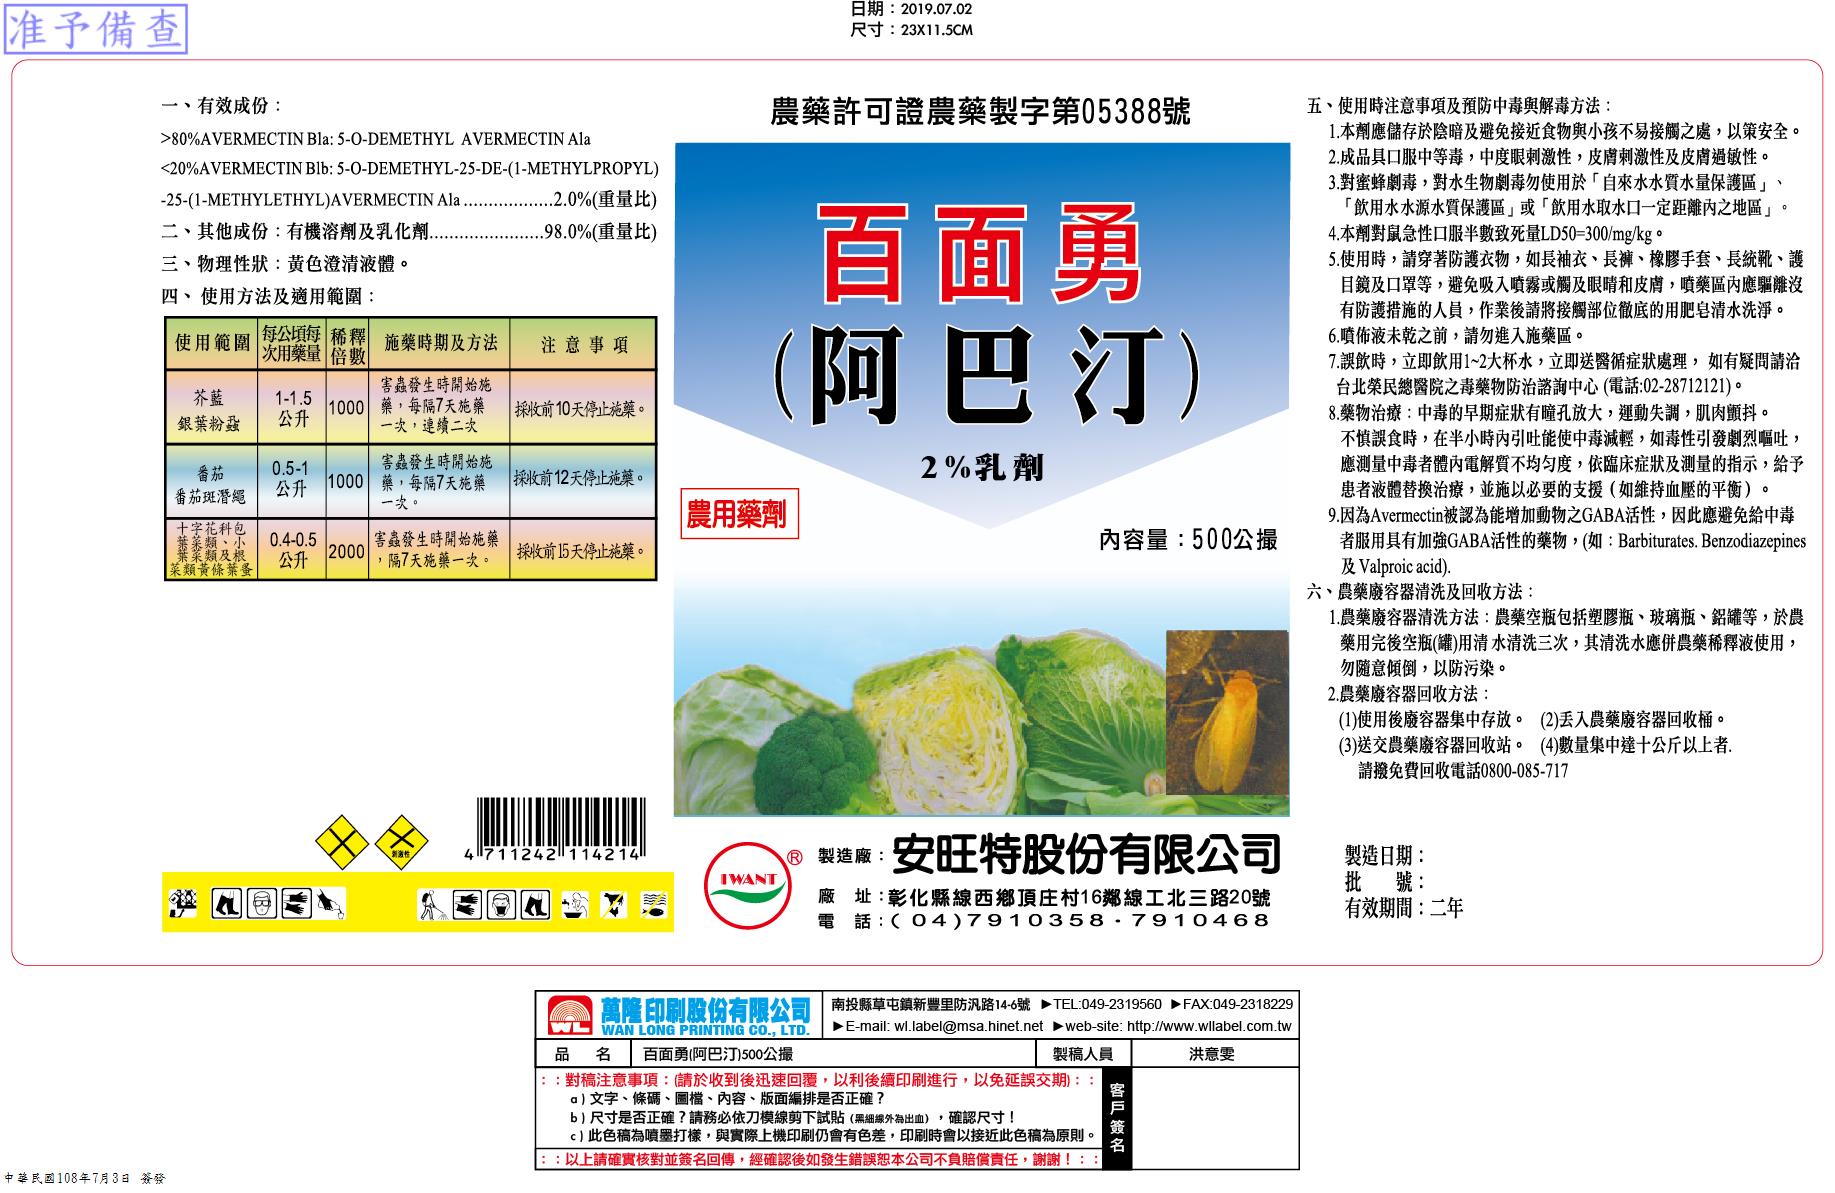 准予備查
日期：2019.07.02
尺寸：23X11.5CM
一、有效成份：
>80%AVERMECTIN Bla: 5-O-DEMETHYL AVERMECTIN Ala
<20%AVERMECTIN Blb: 5-O-DEMETHYL-25-DE-(1-METHYLPROPYL)
-25-(1-METHYLETHYL)AVERMECTIN Ala..................2.0%(重量比)
二、其他成份：有機溶劑及乳化劑.......................98.0%(重量比)
三、物理性狀：黃色澄清液體。
四、使用方法及適用範圍：
使用範圍 每公頃每次用藥量 稀釋倍數 施藥時期及方法 注意事項
芥藍
銀葉粉蝨
1-1.5
公升
1000
害蟲發生時開始施
藥，每隔7天施藥
一次，連續二次
採收前10天停止施藥。
番茄
番茄斑潛蠅
0.5-1
公升
1000
害蟲發生時開始施
藥，每隔7天施藥
一次。
採收前12天停止施藥。
十字花科包
葉菜類、小
葉菜類及根
菜類黃條葉蚤
0.4-0.5
公升
2000
害蟲發生時開始施藥
，隔7天施藥一次。
採收前15天停止施藥。
刺激性
4 711242 114214
農藥許可證農藥製字第05388號
百面勇
(阿巴汀)
2%乳劑
農用藥劑
內容量：500公撮
IWANT
®
製造廠：安旺特股份有限公司
廠　址：彰化縣線西鄉頂庄村16鄰線工北三路20號
電　話：(04)7910358-7910468
五、使用時注意事項及預防中毒與解毒方法：
1.本劑應儲存於陰暗及避免接近食物與小孩不易接觸之處，以策安全。
2.成品具口服中等毒，中度眼刺激性，皮膚刺激性及皮膚過敏性。
3.對蜜蜂劇毒，對水生物劇毒勿使用於「自來水水質水量保護區」、
「飲用水水源水質保護區」或「飲用水取水口一定距離內之地區」。
4.本劑對鼠急性口服半數致死量LD50=300/mg/kg。
5.使用時，請穿著防護衣物，如長袖衣、長褲、橡膠手套、長統靴、護
目鏡及口罩等，避免吸入噴霧或觸及眼睛和皮膚，噴藥區內應驅離沒
有防護措施的人員，作業後請將接觸部位徹底的用肥皂清水洗淨。
6.噴佈液未乾之前，請勿進入施藥區。
7.誤飲時，立即飲用1~2大杯水，立即送醫循症狀處理， 如有疑問請洽
台北榮民總醫院之毒藥物防治諮詢中心 (電話:02-28712121)。
8.藥物治療：中毒的早期症狀有瞳孔放大，運動失調，肌肉顫抖。
不慎誤食時，在半小時內引吐能使中毒減輕，如毒性引發劇烈嘔吐，
應測量中毒者體內電解質不均勻度，依臨床症狀及測量的指示，給予
患者液體替換治療，並施以必要的支援（如維持血壓的平衡）。
9.因為Avermectin被認為能增加動物之GABA活性，因此應避免給中毒
者服用具有加強GABA活性的藥物，(如：Barbiturates. Benzodiazepines
及 Valproic acid).
六、農藥廢容器清洗及回收方法：
1.農藥廢容器清洗方法：農藥空瓶包括塑膠瓶、玻璃瓶、鋁罐等，於農
藥用完後空瓶(罐)用清 水清洗三次，其清洗水應併農藥稀釋液使用，
勿隨意傾倒，以防污染。
2.農藥廢容器回收方法：
(1)使用後廢容器集中存放。 (2)丟入農藥廢容器回收桶。
(3)送交農藥廢容器回收站。 (4)數量集中達十公斤以上者.
請撥免費回收電話0800-085-717
製造日期：
批　　號：
有效期間：二年
WL
萬隆印刷股份有限公司
WAN LONG PRINTING CO., LTD.
南投縣草屯鎮新豐里防汛路14-6號 ►TEL:049-2319560 ►FAX:049-2318229
►E-mail: wl.label@msa.hinet.net ►web-site: http://www.wllabel.com.tw
品　名 百面勇(阿巴汀)500公撮 製稿人員 洪意雯
：：對稿注意事項：(請於收到後迅速回覆，以利後續印刷進行，以免延誤交期)：：
a ) 文字、條碼、圖檔、內容、版面編排是否正確？
b ) 尺寸是否正確？請務必依刀模線剪下試貼（黑細線外為出血），確認尺寸！
c ) 此色稿為噴墨打樣，與實際上機印刷仍會有色差，印刷時會以接近此色稿為原則。
：：以上請確實核對並簽名回傳，經確認後如發生錯誤恕本公司不負賠償責任，謝謝！：：
客戶簽名
中華民國108年7月3日 簽發